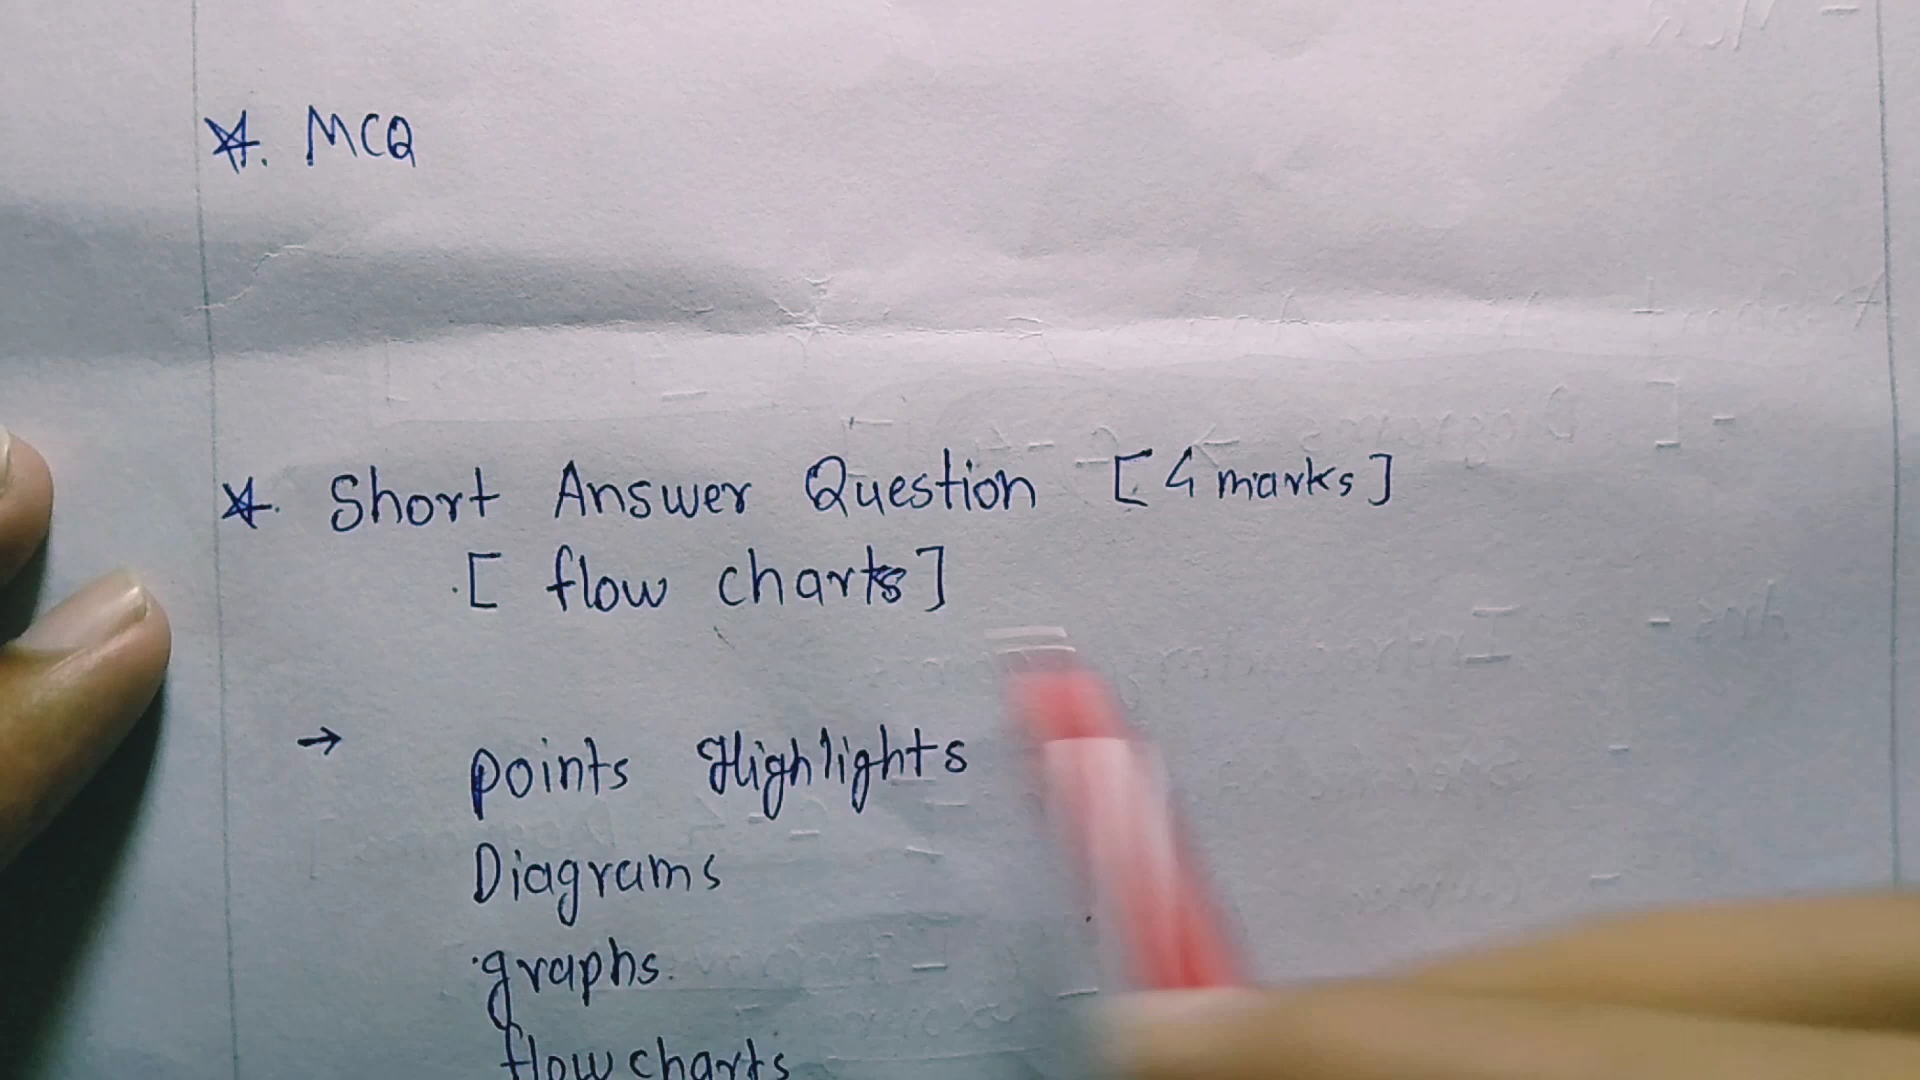 ☆. MCQ
☆. Short Answer Question [4 marks]
[ flow charts]
→ points Highlights
Diagrams
graphs.
flow charts